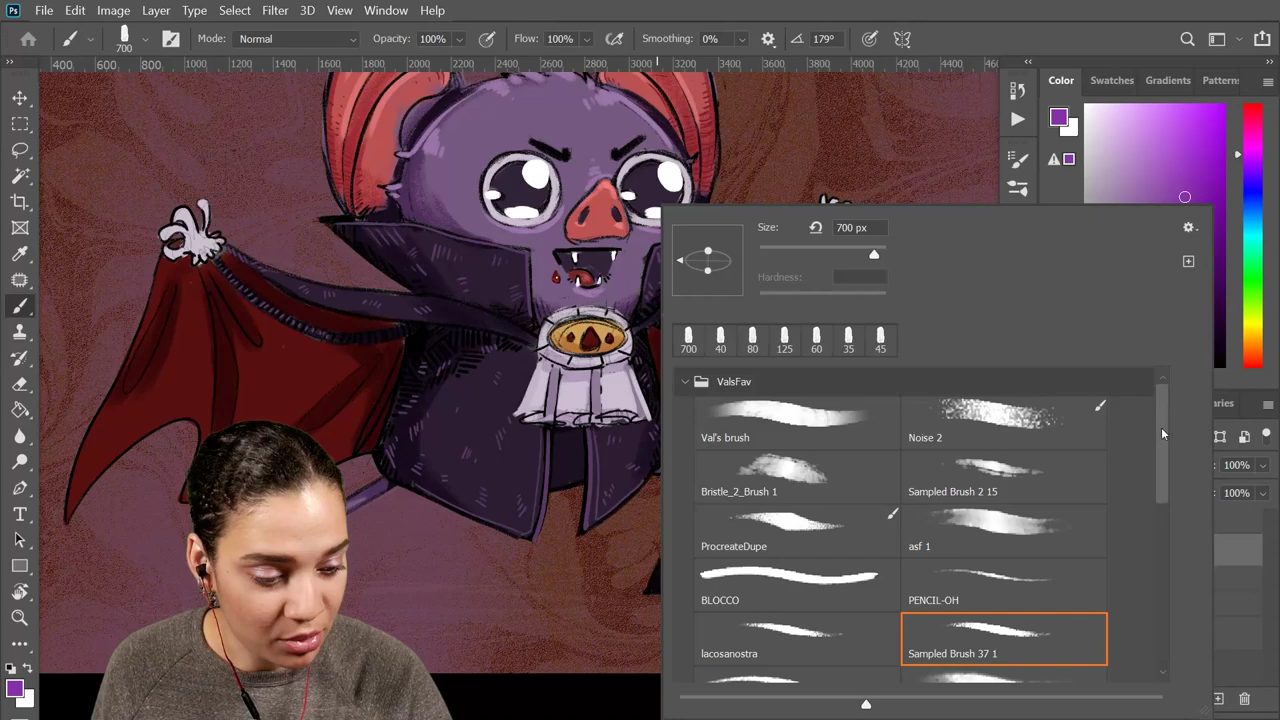 Ps File Edit Image Layer Type Select Filter 3D View Window Help
700 Mode: Normal Opacity: 100% Flow: 100% Smoothing: 0% 179°
400 600 800 1000 1200 1400 1600 1800 2000 2200 2400 2600 2800 3000 3200 3400 3600 3800 4000 4200 4400
Color Swatches Gradients Pattern
Size: 700 px
Hardness:
700 40 80 125 60 35 45
ValsFav
Val's brush Noise 2
Bristle_2_Brush 1 Sampled Brush 2 15
ProcreateDupe asf 1
BLOCCO PENCIL-OH
lacosanostra Sampled Brush 37 1
raries
100%
100%
T